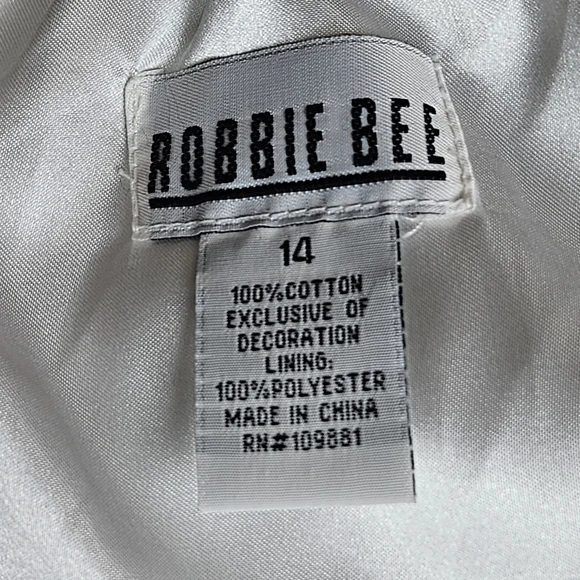 ROBBIE BEE
14
100%COTTON
EXCLUSIVE OF
DECORATION
LINING:
100%POLYESTER
MADE IN CHINA
RN#109881